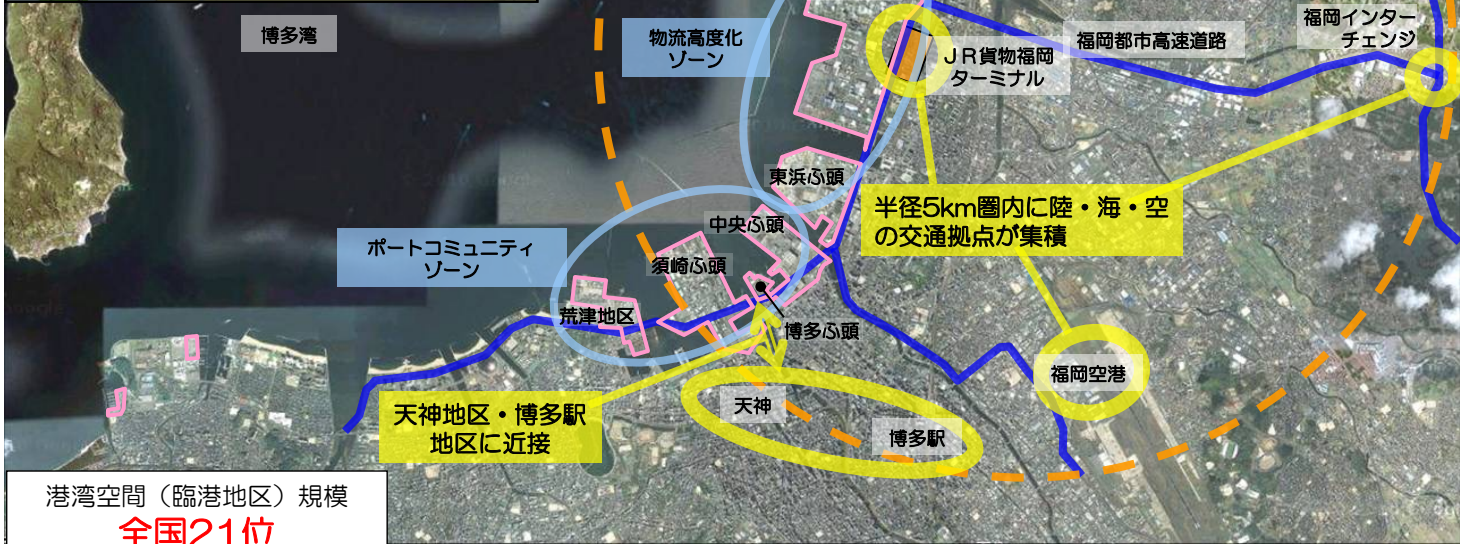 博多湾
物流高度化
ゾーン
JR貨物福岡
ターミナル
福岡都市高速道路
福岡インター
チェンジ
東浜ふ頭
半径5km圏内に陸・海・空
の交通拠点が集積
中央ふ頭
ポートコミュニティ
ゾーン
須崎ふ頭
荒津地区
博多ふ頭
福岡空港
天神地区・博多駅
地区に近接
天神
博多駅
港湾空間（臨港地区）規模
全国21位